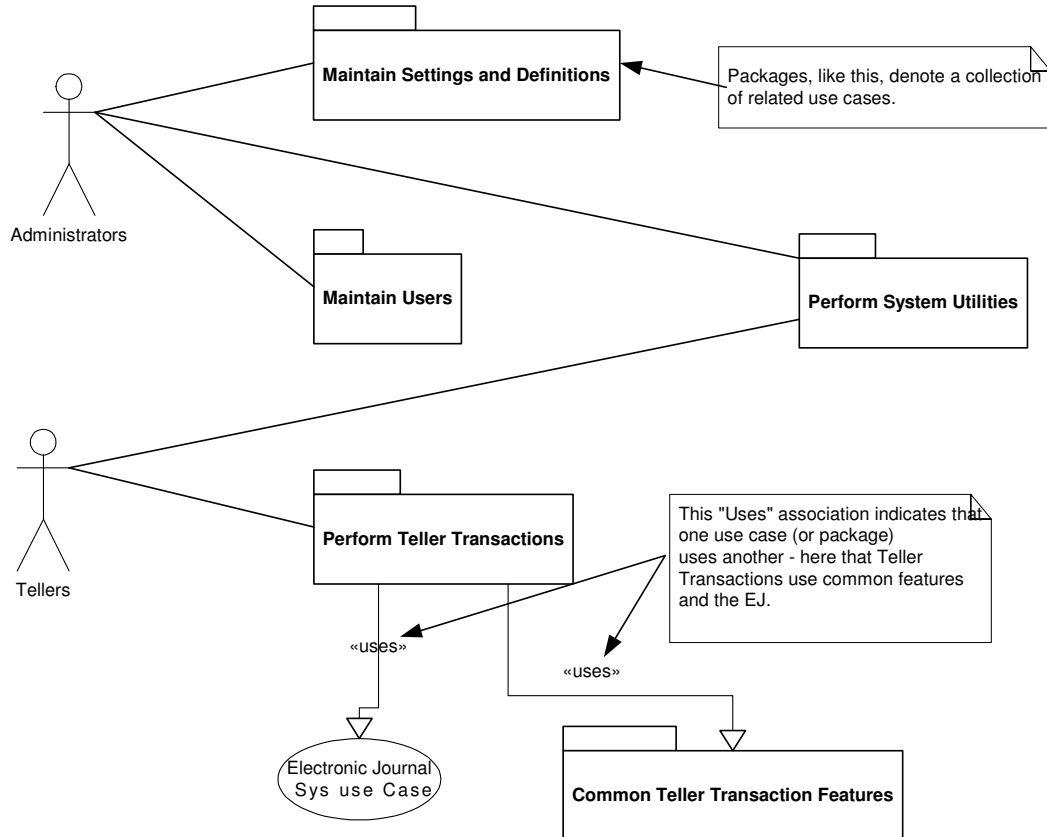 Maintain Settings and Definitions
Packages, like this, denote a collection
of related use cases.
Administrators
Maintain Users
Perform System Utilities
Tellers
Perform Teller Transactions
This "Uses" association indicates that
one use case (or package)
uses another - here that Teller
Transactions use common features
and the EJ.
«uses»
«uses»
Electronic Journal
Sys use Case
Common Teller Transaction Features